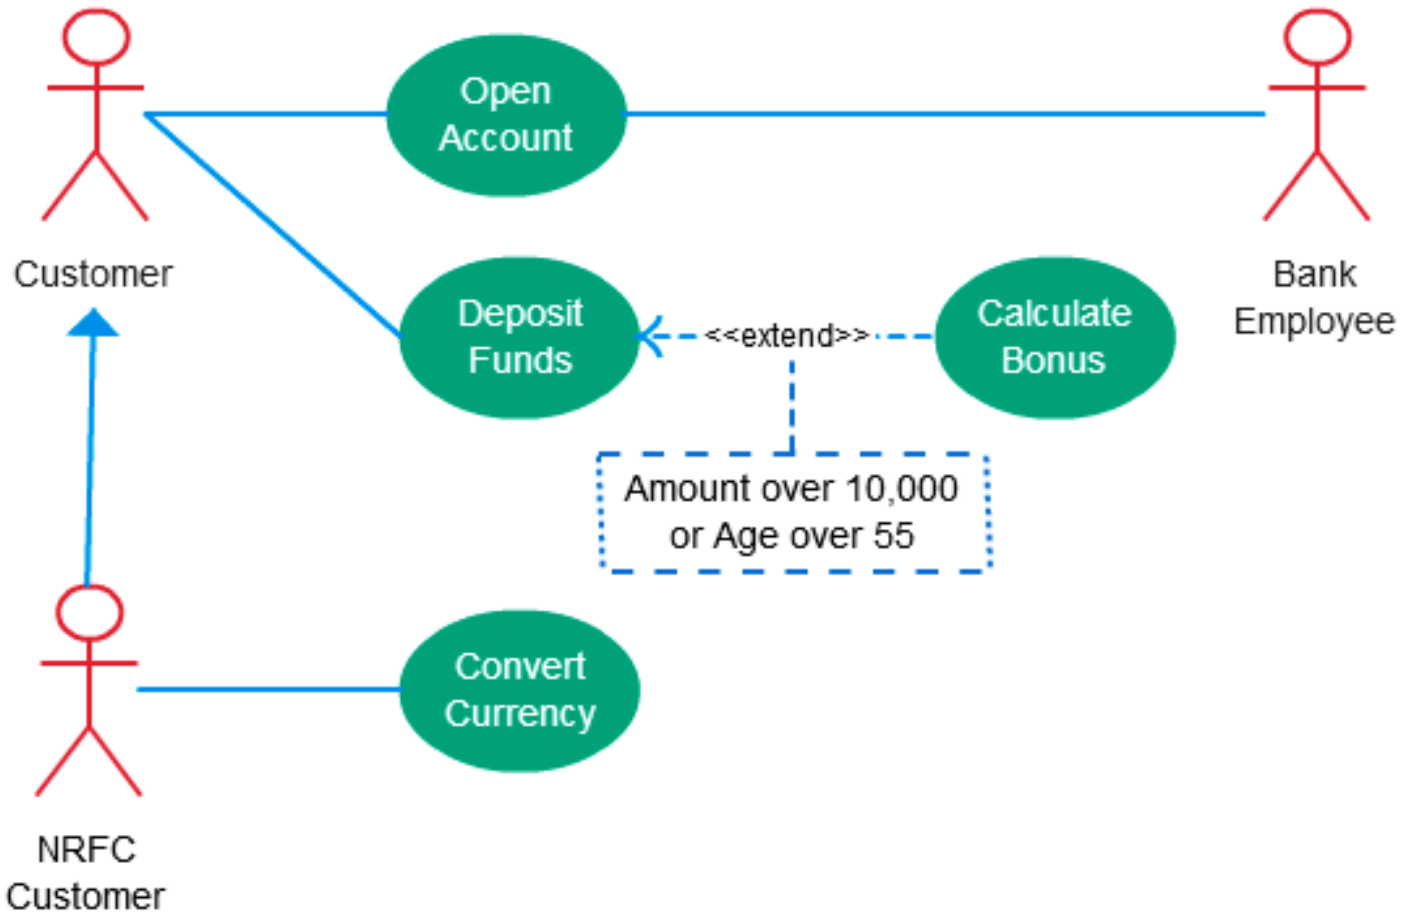 Open
Account
Customer
Bank
Employee
Deposit
Funds
<<extend>>
Calculate
Bonus
Amount over 10,000
or Age over 55
Convert
Currency
NRFC
Customer